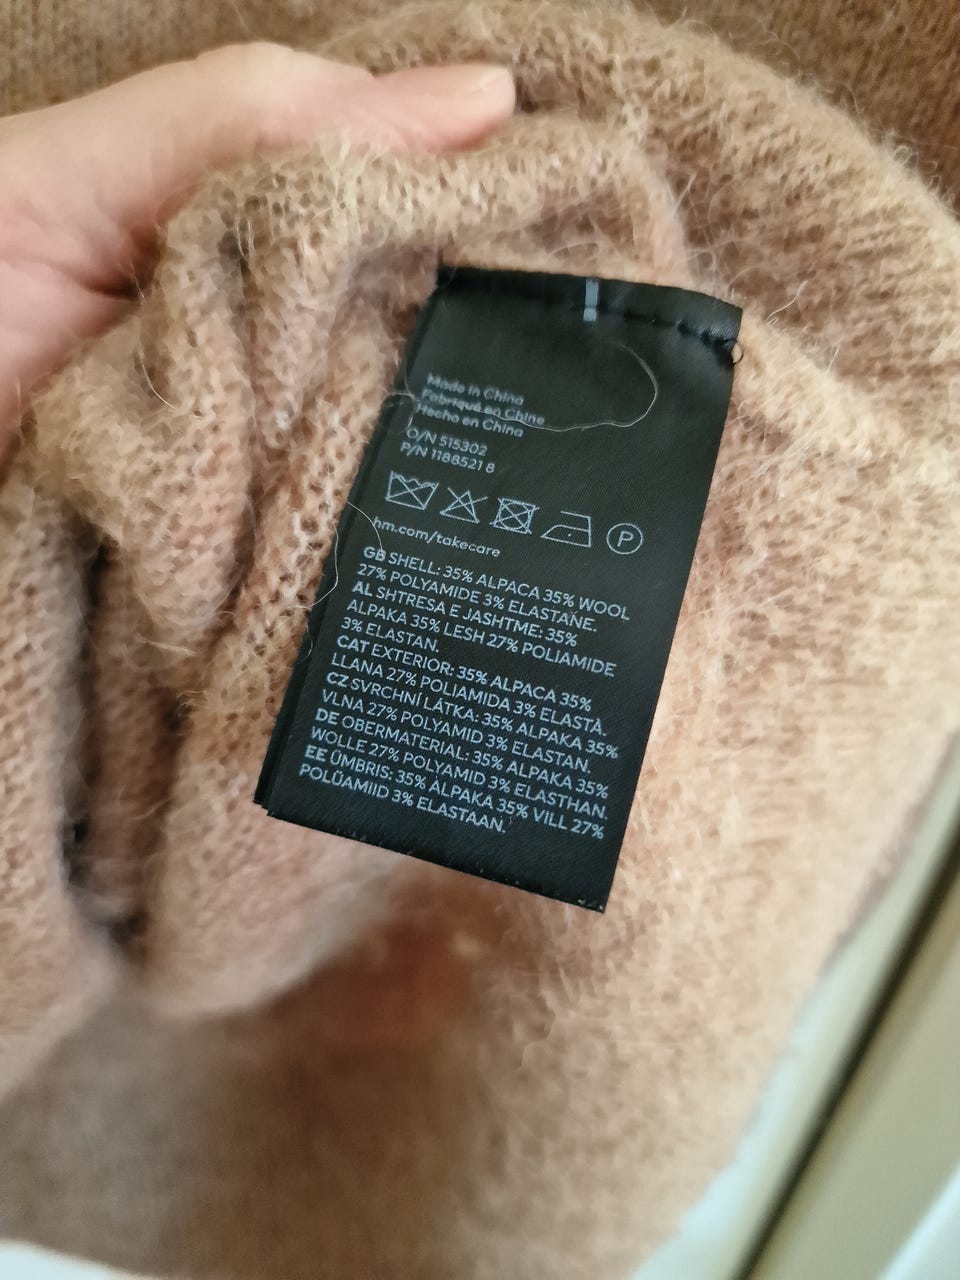 Made in China
Fabriqué en Chine
Hecho en China
O/N 515302
P/N 1188521 8
P
hm.com/takecare
GB SHELL: 35% ALPACA 35% WOOL
27% POLYAMIDE 3% ELASTANE.
AL SHTRESA E JASHTME: 35%
ALPAKA 35% LESH 27% POLIAMIDE
3% ELASTAN.
CAT EXTERIOR: 35% ALPACA 35%
LLANA 27% POLIAMIDA 3% ELASTÀ.
CZ SVRCHNÍ LÁTKA: 35% ALPAKA 35%
VLNA 27% POLYAMID 3% ELASTAN.
DE OBERMATERIAL: 35% ALPAKA 35%
WOLLE 27% POLYAMID 3% ELASTHAN.
EE ÜMBRIS: 35% ALPAKA 35% VILL 27%
POLÜAMIID 3% ELASTAAN.